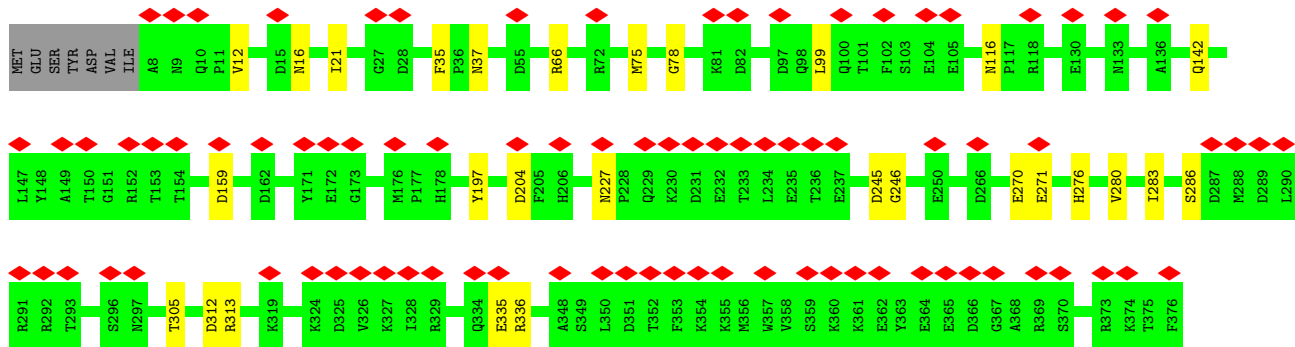 MET GLU SER TYR ASP VAL ILE A8 N9 Q10 P11 V12 D15 N16 I21 G27 D28 F35 P36 N37 D55 R66 R72 M75 G78 K81 D82 D97 Q98 L99 Q100 T101 F102 S103 E104 E105 N116 P117 R118 E130 N133 A136 Q142
L147 Y148 A149 T150 G151 R152 T153 T154 D159 D162 Y171 E172 G173 M176 P177 H178 Y197 D204 F205 H206 N227 P228 Q229 K230 D231 E232 T233 L234 E235 T236 E237 D245 G246 E250 D266 E270 E271 H276 V280 I283 S286 D287 M288 D289 L290
R291 R292 T293 S296 N297 T305 D312 R313 K319 K324 D325 V326 K327 I328 R329 Q334 E335 R336 A348 S349 L350 D351 T352 F353 K354 K355 M356 W357 V358 S359 K360 K361 E362 Y363 E364 E365 D366 G367 A368 R369 S370 R373 K374 T375 F376